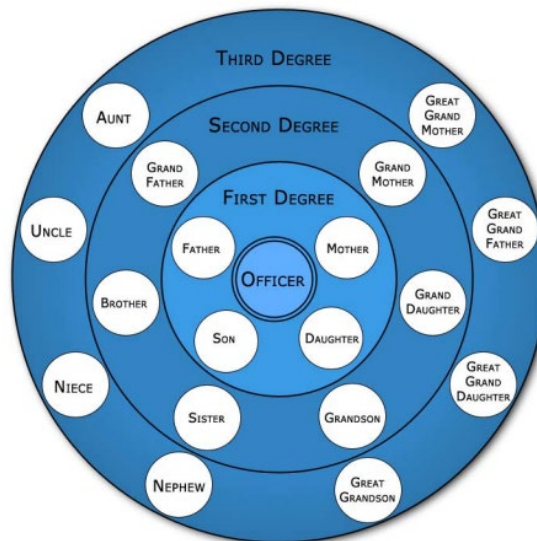 THIRD DEGREE
AUNT
GREAT
GRAND
MOTHER
SECOND DEGREE
GRAND
FATHER
GRAND
MOTHER
FIRST DEGREE
UNCLE
GREAT
GRAND
FATHER
FATHER
MOTHER
OFFICER
BROTHER
GRAND
DAUGHTER
SON
DAUGHTER
NIECE
GREAT
GRAND
DAUGHTER
SISTER
GRANDSON
NEPHEW
GREAT
GRANDSON